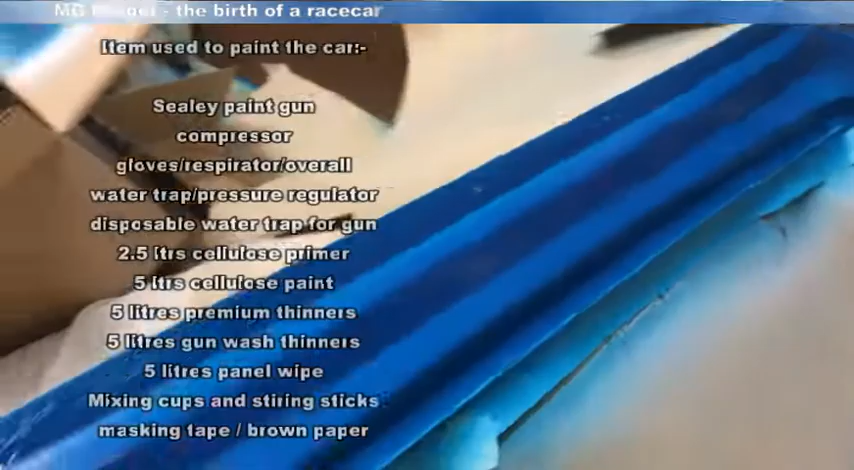 MG - the birth of a racecar
Item used to paint the car:-
Sealey paint gun
compressor
gloves/respirator/overall
water trap/pressure regulator
disposable water trap for gun
2.5 ltrs cellulose primer
5 ltrs cellulose paint
5 litres premium thinners
5 litres gun wash thinners
5 litres panel wipe
Mixing cups and stiring sticks
masking tape / brown paper